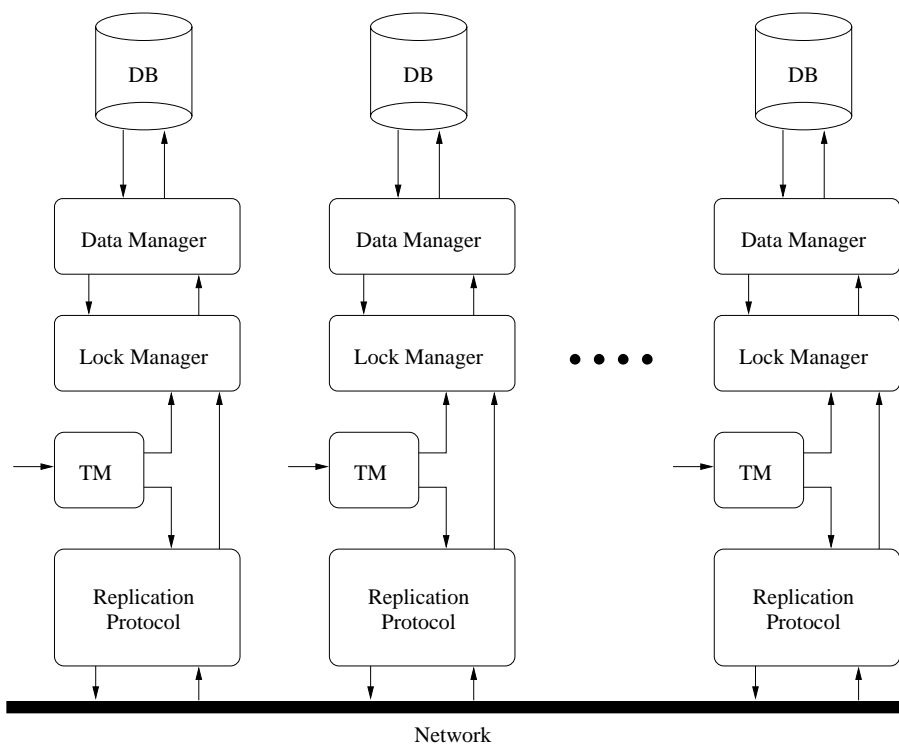 DB
DB
DB
Data Manager
Data Manager
Data Manager
Lock Manager
Lock Manager
Lock Manager
TM
TM
TM
Replication
Protocol
Replication
Protocol
Replication
Protocol
Network